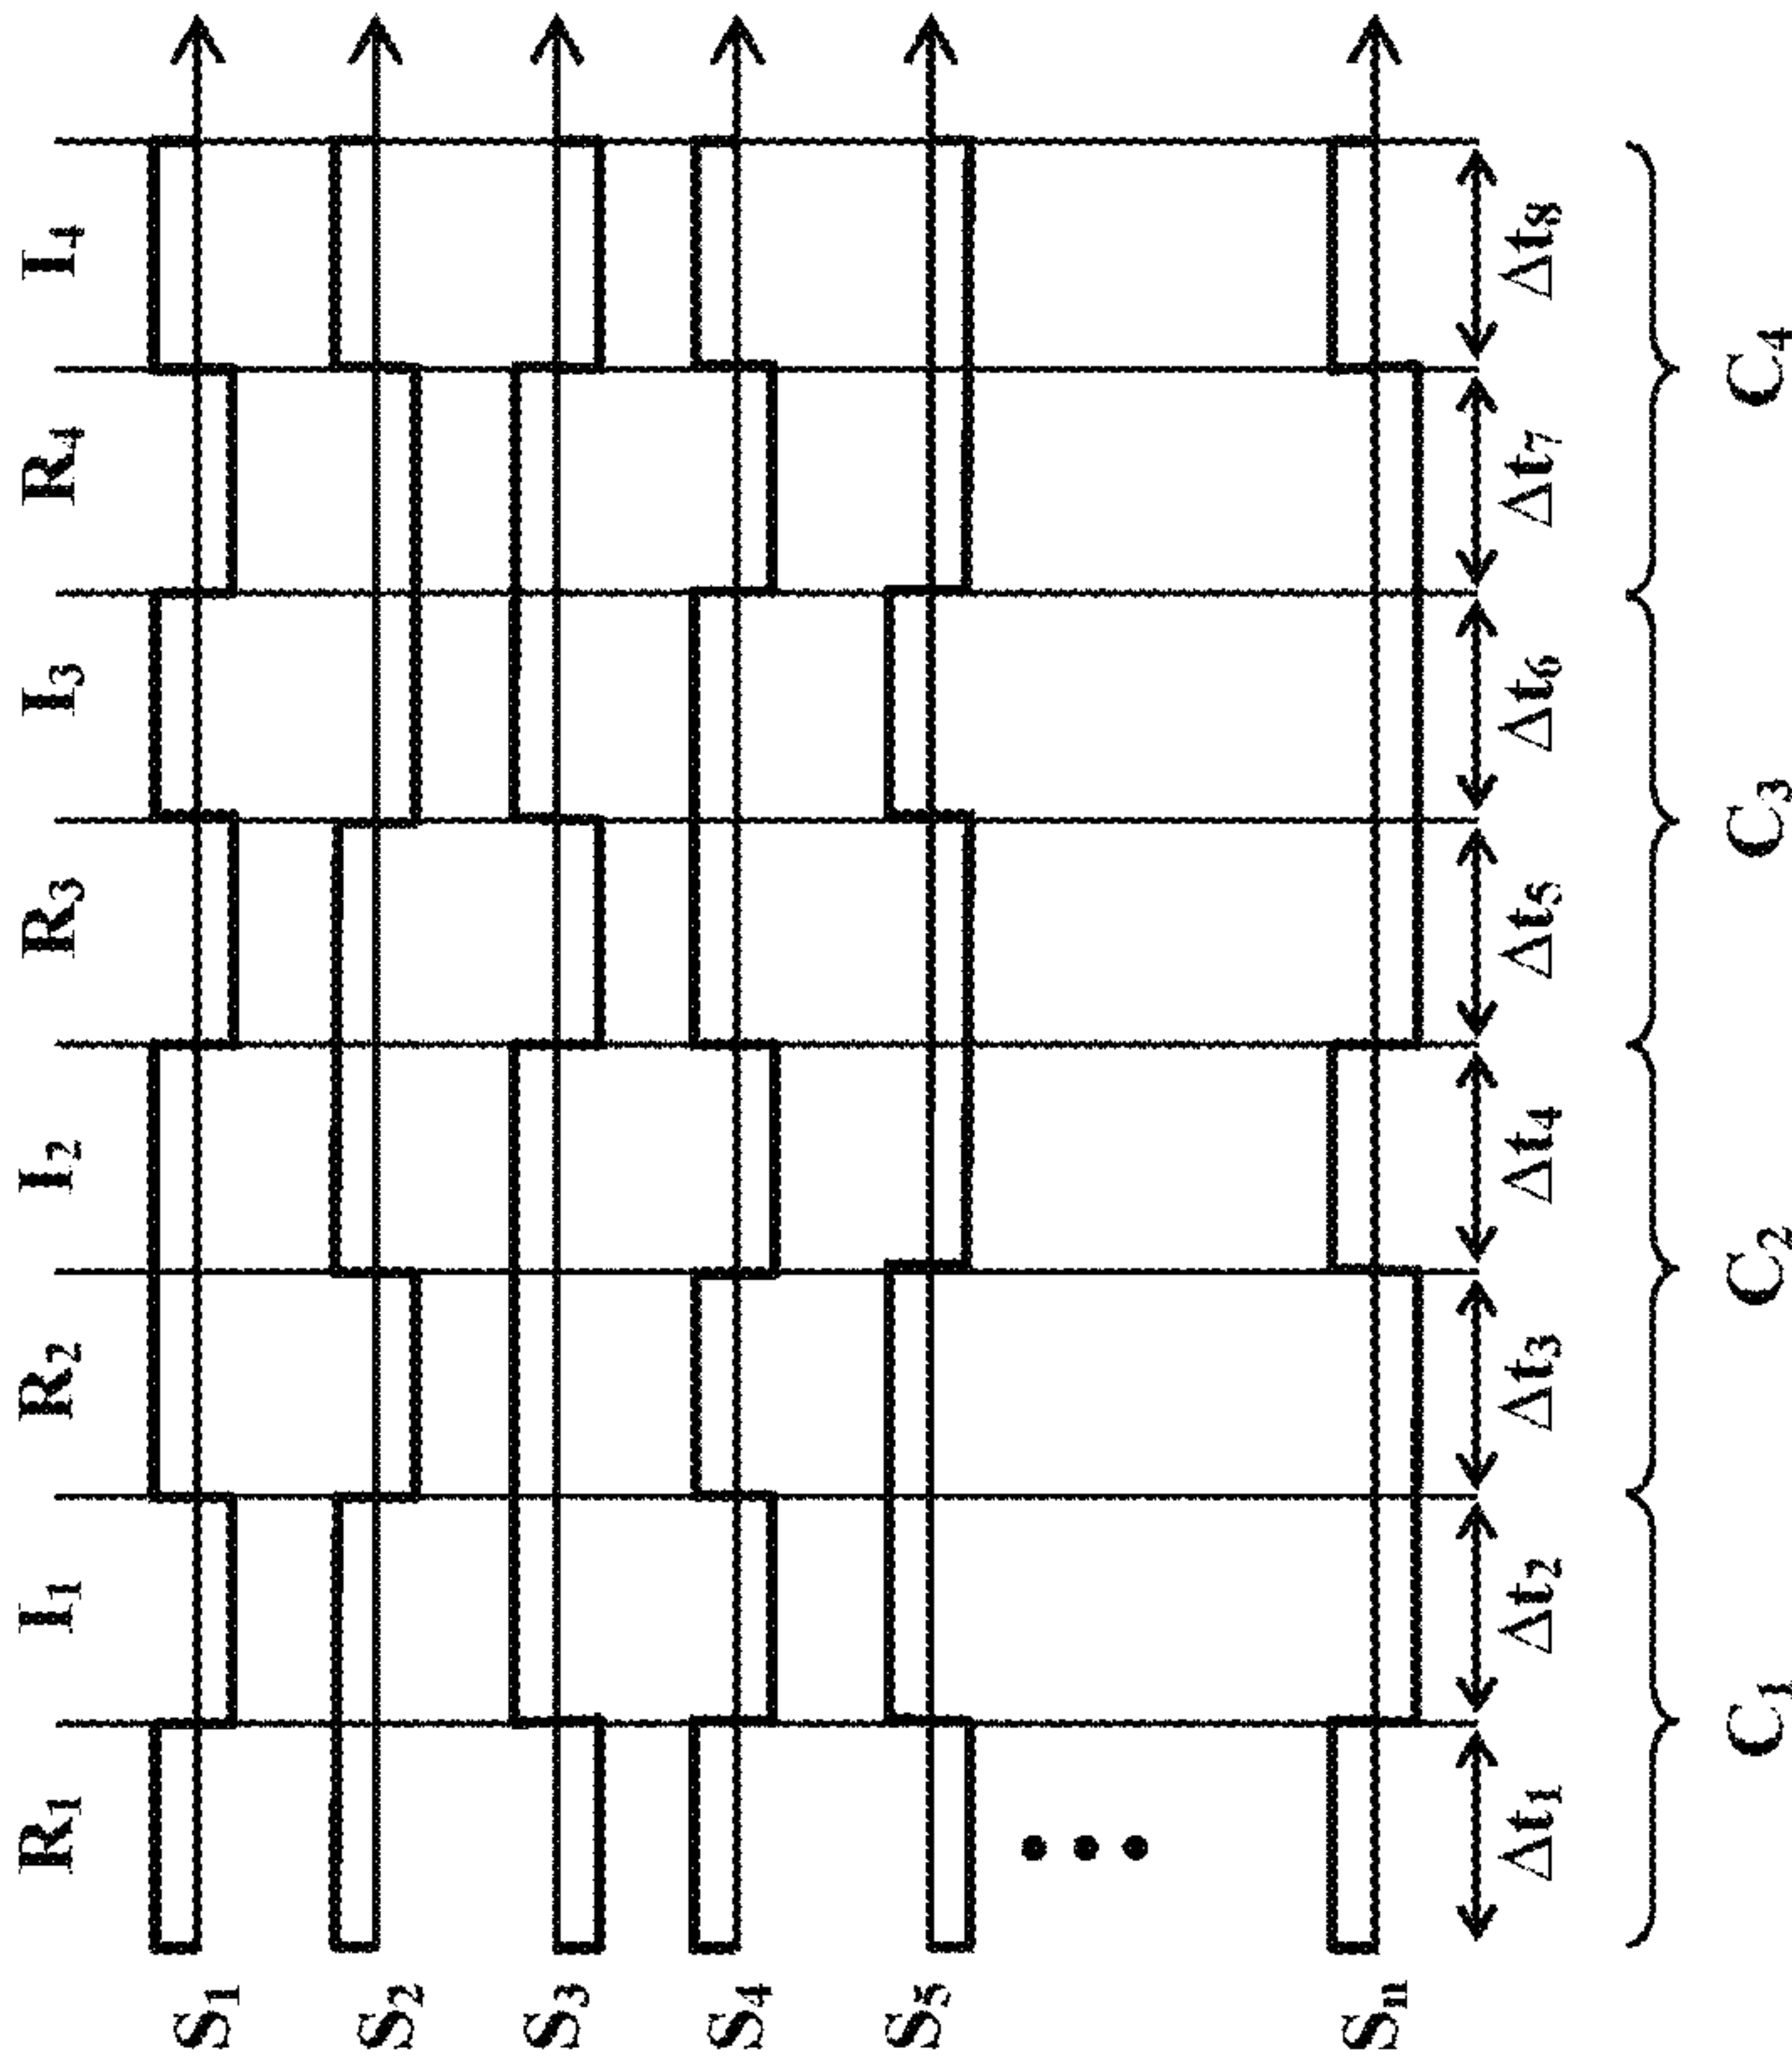 R1 I1 R2 I2 R3 I3 R4 I4
S1
S2
S3
S4
S5
Sn
Δt1 Δt2 Δt3 Δt4 Δt5 Δt6 Δt7 Δt8
C1 C2 C3 C4